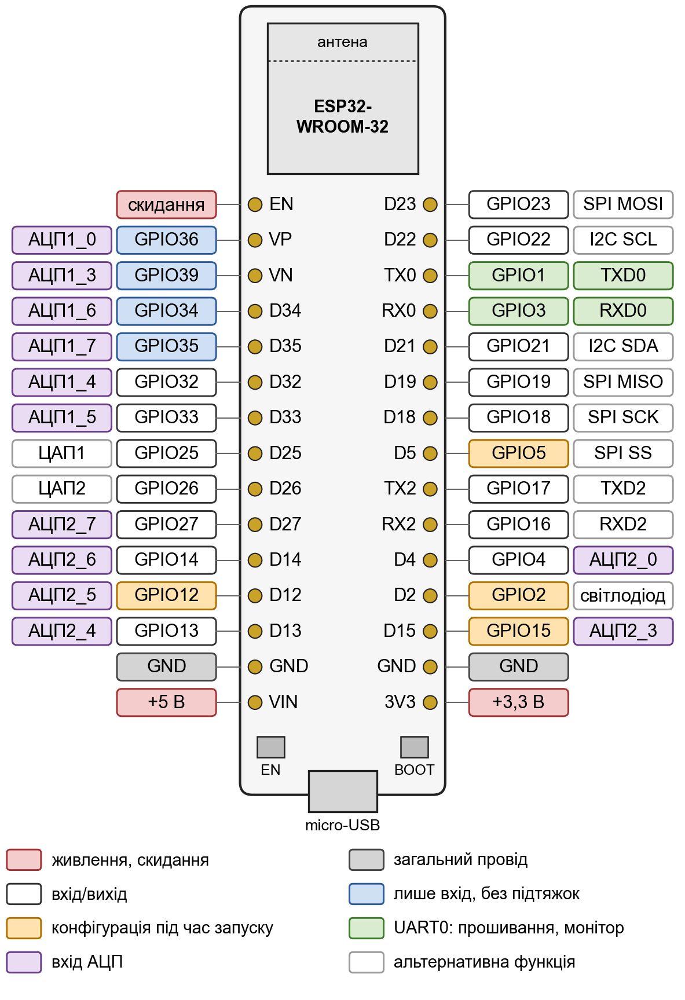 антена
ESP32-
WROOM-32
скидання EN D23 GPIO23 SPI MOSI
АЦП1_0 GPIO36 VP D22 GPIO22 I2C SCL
АЦП1_3 GPIO39 VN TX0 GPIO1 TXD0
АЦП1_6 GPIO34 D34 RX0 GPIO3 RXD0
АЦП1_7 GPIO35 D35 D21 GPIO21 I2C SDA
АЦП1_4 GPIO32 D32 D19 GPIO19 SPI MISO
АЦП1_5 GPIO33 D33 D18 GPIO18 SPI SCK
ЦАП1 GPIO25 D25 D5 GPIO5 SPI SS
ЦАП2 GPIO26 D26 TX2 GPIO17 TXD2
АЦП2_7 GPIO27 D27 RX2 GPIO16 RXD2
АЦП2_6 GPIO14 D14 D4 GPIO4 АЦП2_0
АЦП2_5 GPIO12 D12 D2 GPIO2 світлодіод
АЦП2_4 GPIO13 D13 D15 GPIO15 АЦП2_3
GND GND GND GND
+5 В VIN 3V3 +3,3 В
EN BOOT
micro-USB
живлення, скидання загальний провід
вхід/вихід лише вхід, без підтяжок
конфігурація під час запуску UART0: прошивання, монітор
вхід АЦП альтернативна функція